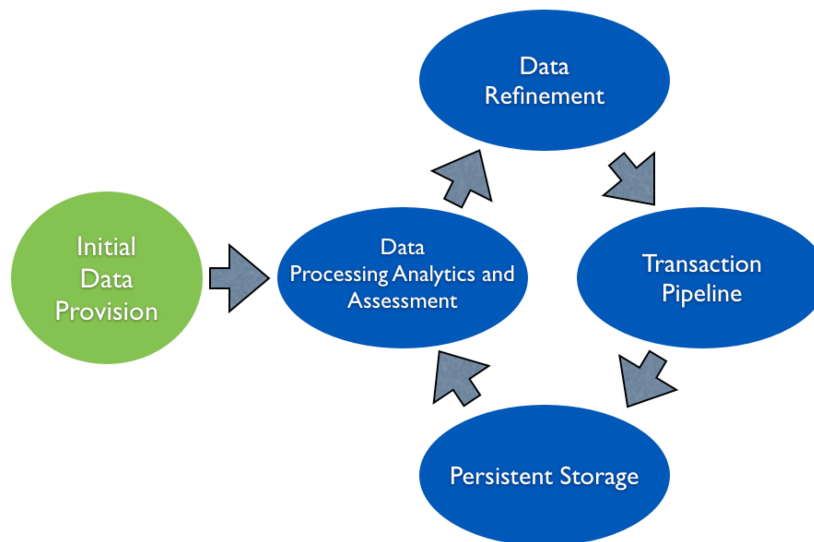 Data
Refinement
Initial
Data
Provision
Data
Processing Analytics and
Assessment
Transaction
Pipeline
Persistent Storage